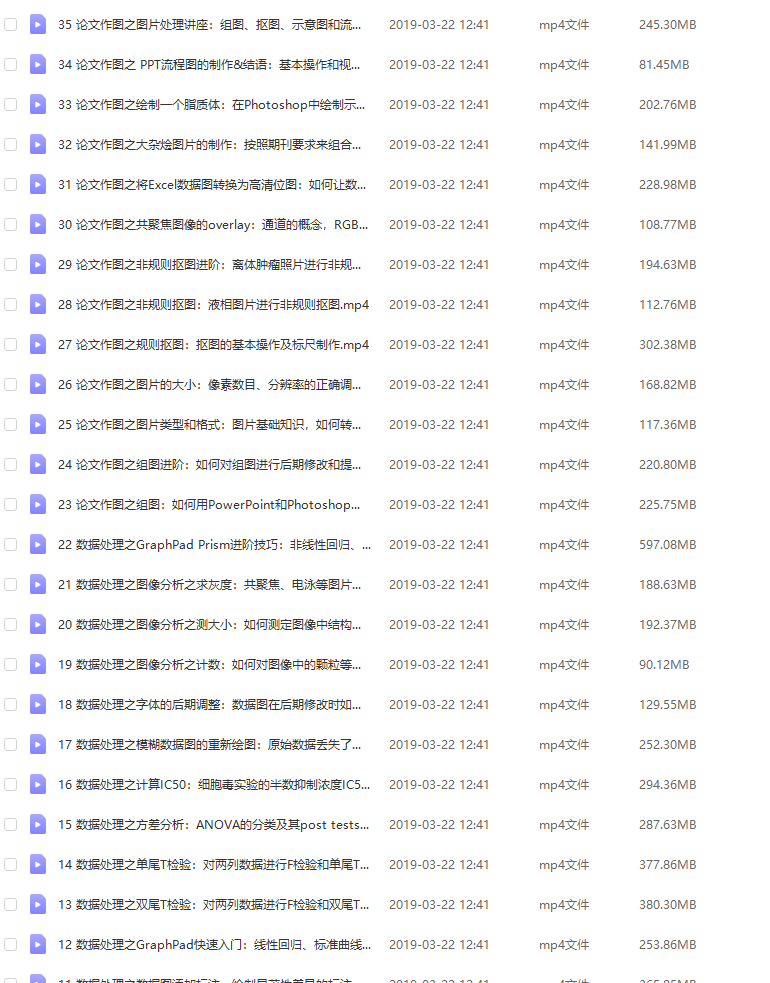 35 论文作图之图片处理讲座：组图、抠图、示意图和流... 2019-03-22 12:41 mp4文件 245.30MB
34 论文作图之 PPT流程图的制作&结语：基本操作和视... 2019-03-22 12:41 mp4文件 81.45MB
33 论文作图之绘制一个脂质体：在Photoshop中绘制示... 2019-03-22 12:41 mp4文件 202.76MB
32 论文作图之大杂烩图片的制作：按照期刊要求来组合... 2019-03-22 12:41 mp4文件 141.99MB
31 论文作图之将Excel数据图转换为高清位图：如何让数... 2019-03-22 12:41 mp4文件 228.98MB
30 论文作图之共聚焦图像的overlay：通道的概念，RGB... 2019-03-22 12:41 mp4文件 108.77MB
29 论文作图之非规则抠图进阶：离体肿瘤照片进行非规... 2019-03-22 12:41 mp4文件 194.63MB
28 论文作图之非规则抠图：液相图片进行非规则抠图.mp4 2019-03-22 12:41 mp4文件 112.76MB
27 论文作图之规则抠图：抠图的基本操作及标尺制作.mp4 2019-03-22 12:41 mp4文件 302.38MB
26 论文作图之图片的大小：像素数目、分辨率的正确调... 2019-03-22 12:41 mp4文件 168.82MB
25 论文作图之图片类型和格式：图片基础知识，如何转... 2019-03-22 12:41 mp4文件 117.36MB
24 论文作图之组图进阶：如何对组图进行后期修改和提... 2019-03-22 12:41 mp4文件 220.80MB
23 论文作图之组图：如何用PowerPoint和Photoshop... 2019-03-22 12:41 mp4文件 225.75MB
22 数据处理之GraphPad Prism进阶技巧：非线性回归、... 2019-03-22 12:41 mp4文件 597.08MB
21 数据处理之图像分析之求灰度：共聚焦、电泳等图片... 2019-03-22 12:41 mp4文件 188.63MB
20 数据处理之图像分析之测大小：如何测定图像中结构... 2019-03-22 12:41 mp4文件 192.37MB
19 数据处理之图像分析之计数：如何对图像中的颗粒等... 2019-03-22 12:41 mp4文件 90.12MB
18 数据处理之字体的后期调整：数据图在后期修改时如... 2019-03-22 12:41 mp4文件 129.55MB
17 数据处理之模糊数据图的重新绘图：原始数据丢失了... 2019-03-22 12:41 mp4文件 252.30MB
16 数据处理之计算IC50：细胞毒实验的半数抑制浓度IC5... 2019-03-22 12:41 mp4文件 294.36MB
15 数据处理之方差分析：ANOVA的分类及其post tests... 2019-03-22 12:41 mp4文件 287.63MB
14 数据处理之单尾T检验：对两列数据进行F检验和单尾T... 2019-03-22 12:41 mp4文件 377.86MB
13 数据处理之双尾T检验：对两列数据进行F检验和双尾T... 2019-03-22 12:41 mp4文件 380.30MB
12 数据处理之GraphPad快速入门：线性回归、标准曲线... 2019-03-22 12:41 mp4文件 253.86MB